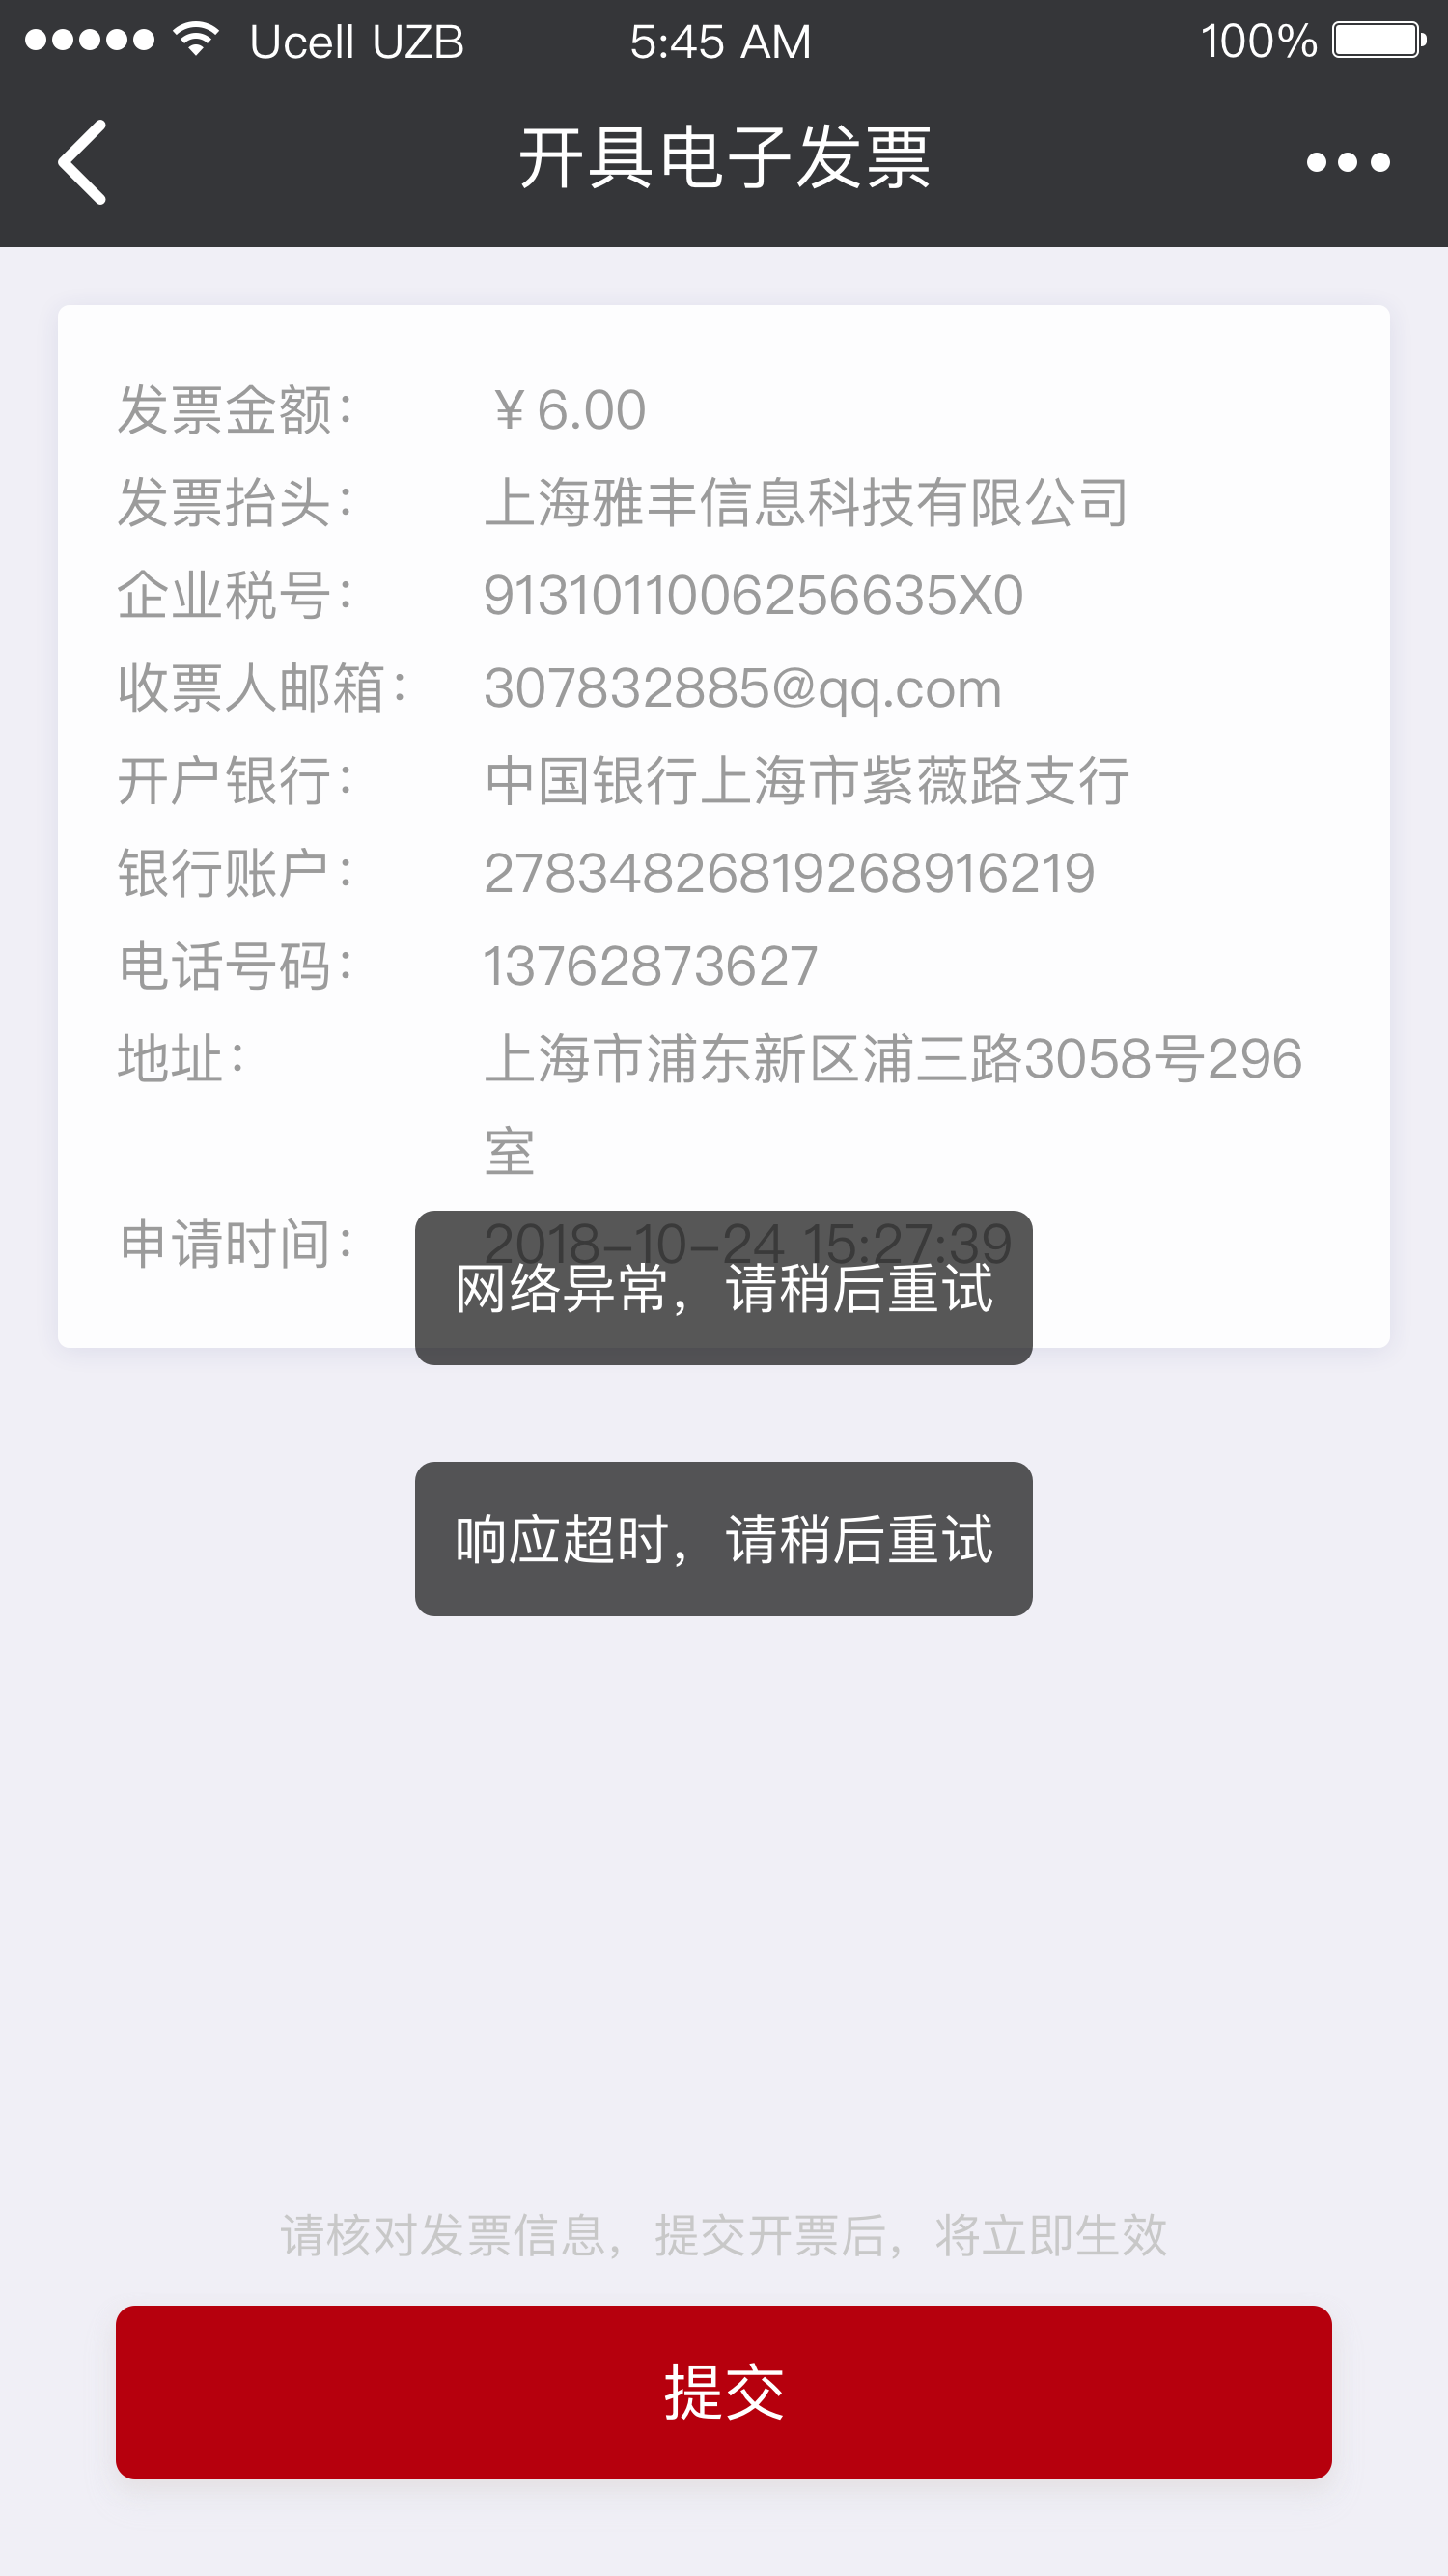 Ucell UZB 5:45 AM 100%
开具电子发票
发票金额： ￥6.00
发票抬头： 上海雅丰信息科技有限公司
企业税号： 9131011006256635X0
收票人邮箱： 307832885@qq.com
开户银行： 中国银行上海市紫薇路支行
银行账户： 27834826819268916219
电话号码： 13762873627
地址： 上海市浦东新区浦三路3058号296
室
申请时间： 2018-10-24 15:27:39
网络异常，请稍后重试
响应超时，请稍后重试
请核对发票信息，提交开票后，将立即生效
提交